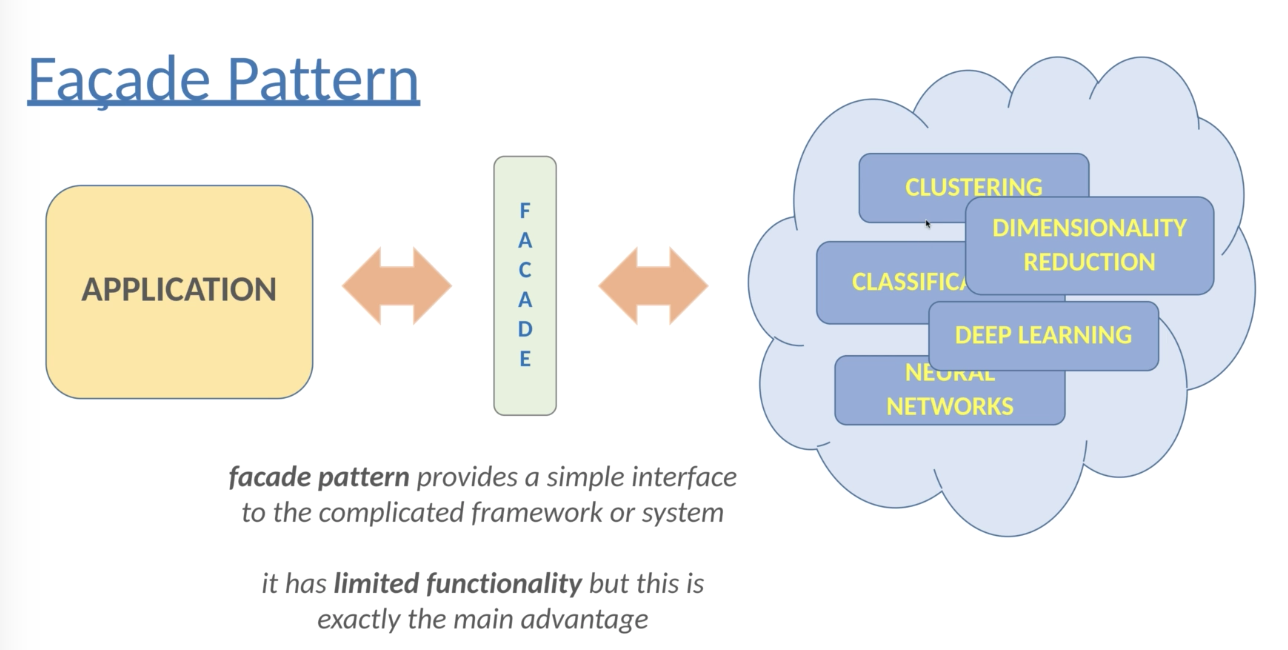 Façade Pattern
APPLICATION
F
A
C
A
D
E
CLUSTERING
DIMENSIONALITY
REDUCTION
CLASSIFICA
DEEP LEARNING
NEURAL
NETWORKS
facade pattern provides a simple interface
to the complicated framework or system
it has limited functionality but this is
exactly the main advantage